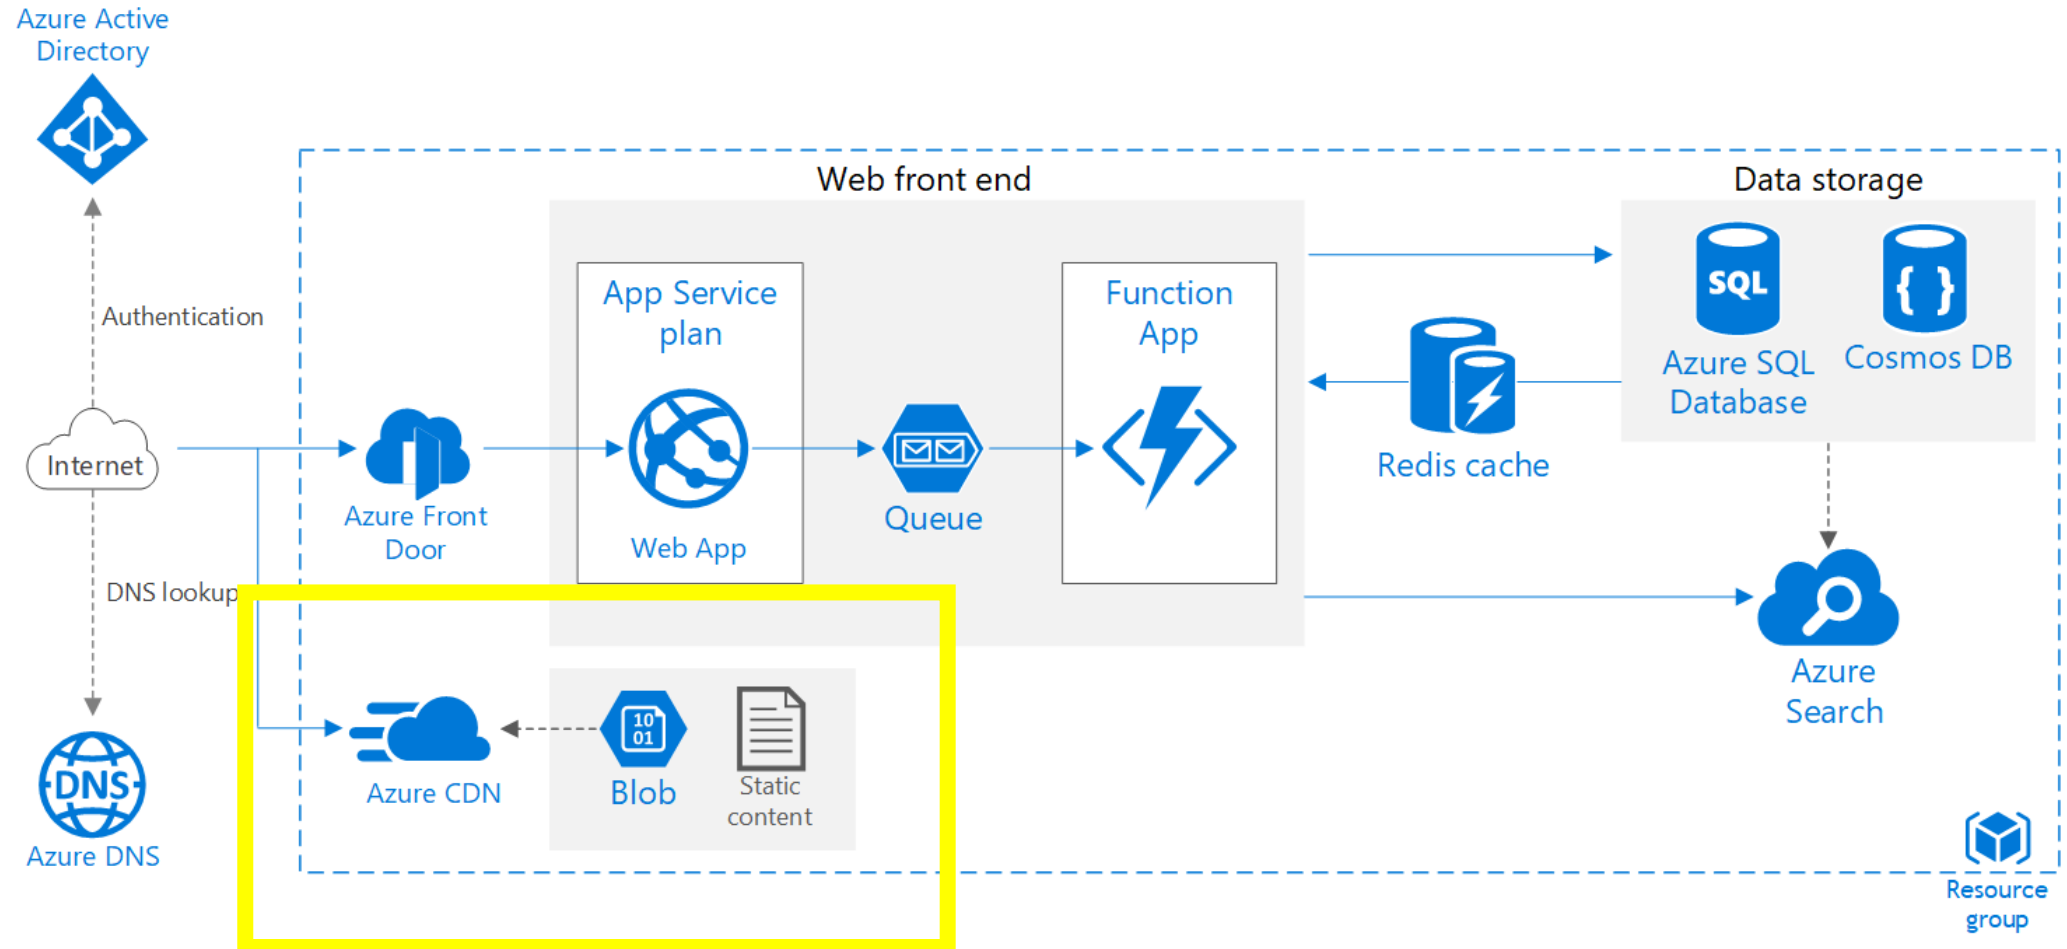 Azure Active
Directory
Web front end
Data storage
App Service
plan
Function
App
SQL
{ }
Azure SQL
Database
Cosmos DB
Authentication
Internet
Redis cache
Azure Front
Door
Queue
Web App
DNS lookup
Azure
Search
10
01
Azure CDN
Blob
Static
content
DNS
Azure DNS
Resource
group